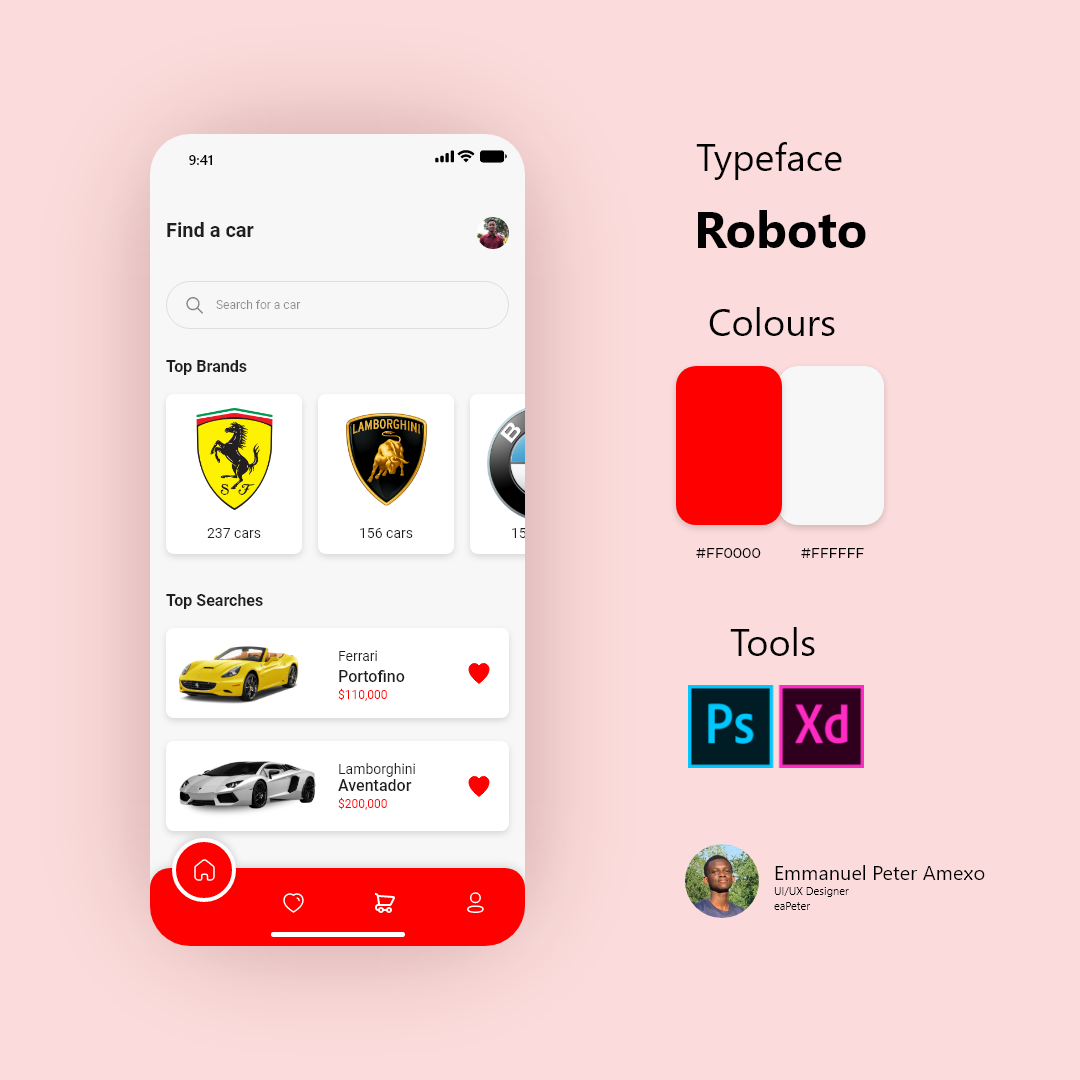 9:41
Find a car
Search for a car
Top Brands
S F
LAMBORGHINI
B
237 cars
156 cars
15
Top Searches
Ferrari
Portofino
$110,000
Lamborghini
Aventador
$200,000
Typeface
Roboto
Colours
#FF0000
#FFFFFF
Tools
Ps
Xd
Emmanuel Peter Amexo
UI/UX Designer
eaPeter